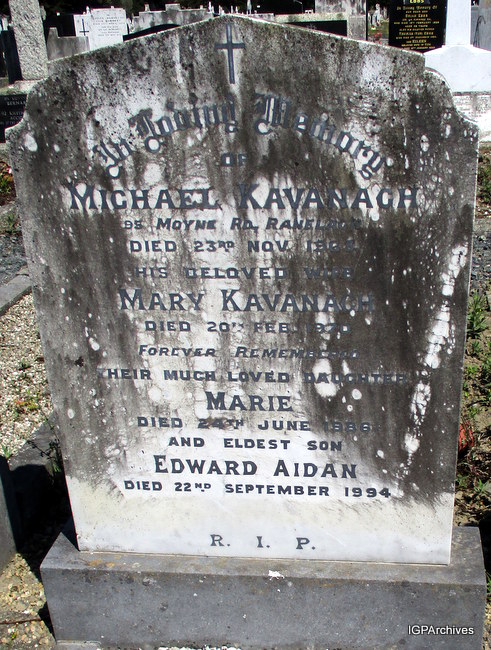 In Loving Memory
OF
MICHAEL KAVANAGH
95 MOYNE RD. RANELAGH
DIED 23RD NOV.
HIS BELOVED WIFE
MARY KAVANAGH
DIED 20TH FEB.
FOREVER REMEMBERED
THEIR MUCH LOVED DAUGHTER
MARIE
DIED 24TH JUNE
AND ELDEST SON
EDWARD AIDAN
DIED 22ND SEPTEMBER 1994
R. I. P.
IGPArchives